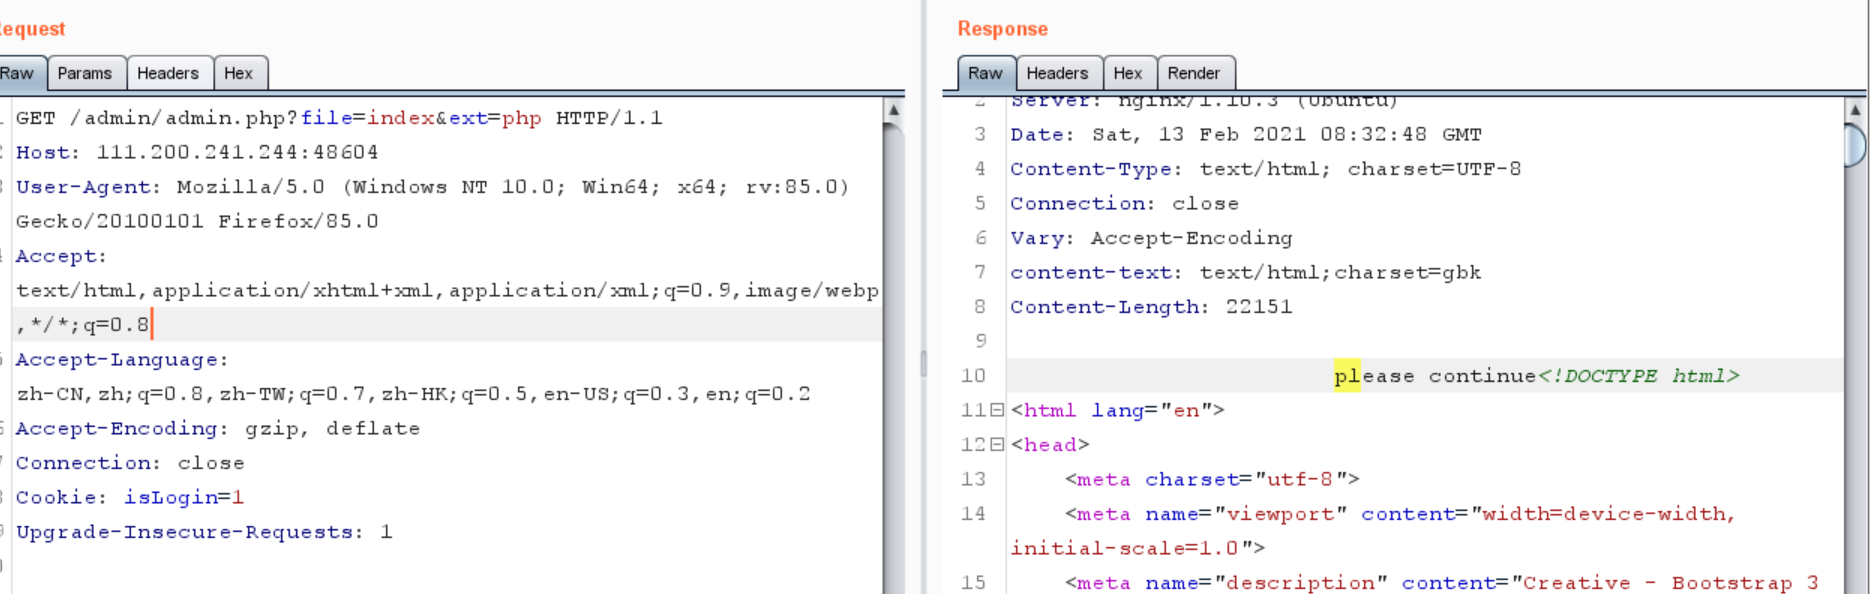 Request
Raw Params Headers Hex
GET /admin/admin.php?file=index&ext=php HTTP/1.1
Host: 111.200.241.244:48604
User-Agent: Mozilla/5.0 (Windows NT 10.0; Win64; x64; rv:85.0)
Gecko/20100101 Firefox/85.0
Accept:
text/html,application/xhtml+xml,application/xml;q=0.9,image/webp
,*/*;q=0.8
Accept-Language:
zh-CN,zh;q=0.8,zh-TW;q=0.7,zh-HK;q=0.5,en-US;q=0.3,en;q=0.2
Accept-Encoding: gzip, deflate
Connection: close
Cookie: isLogin=1
Upgrade-Insecure-Requests: 1
Response
Raw Headers Hex Render
2 Server: nginx/1.10.3 (Ubuntu)
3 Date: Sat, 13 Feb 2021 08:32:48 GMT
4 Content-Type: text/html; charset=UTF-8
5 Connection: close
6 Vary: Accept-Encoding
7 content-text: text/html;charset=gbk
8 Content-Length: 22151
9
10 please continue<!DOCTYPE html>
11 <html lang="en">
12 <head>
13 <meta charset="utf-8">
14 <meta name="viewport" content="width=device-width,
initial-scale=1.0">
15 <meta name="description" content="Creative - Bootstrap 3